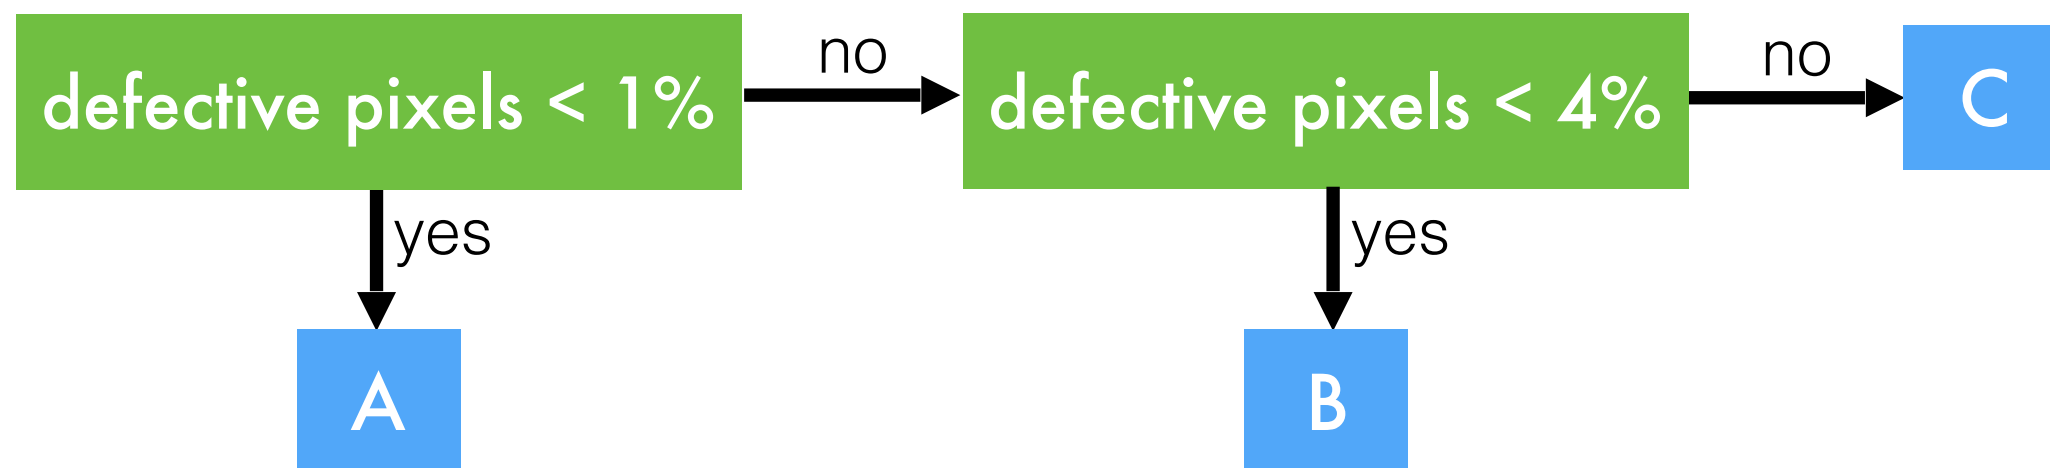 defective pixels < 1%
no
defective pixels < 4%
no
C
yes
yes
A
B